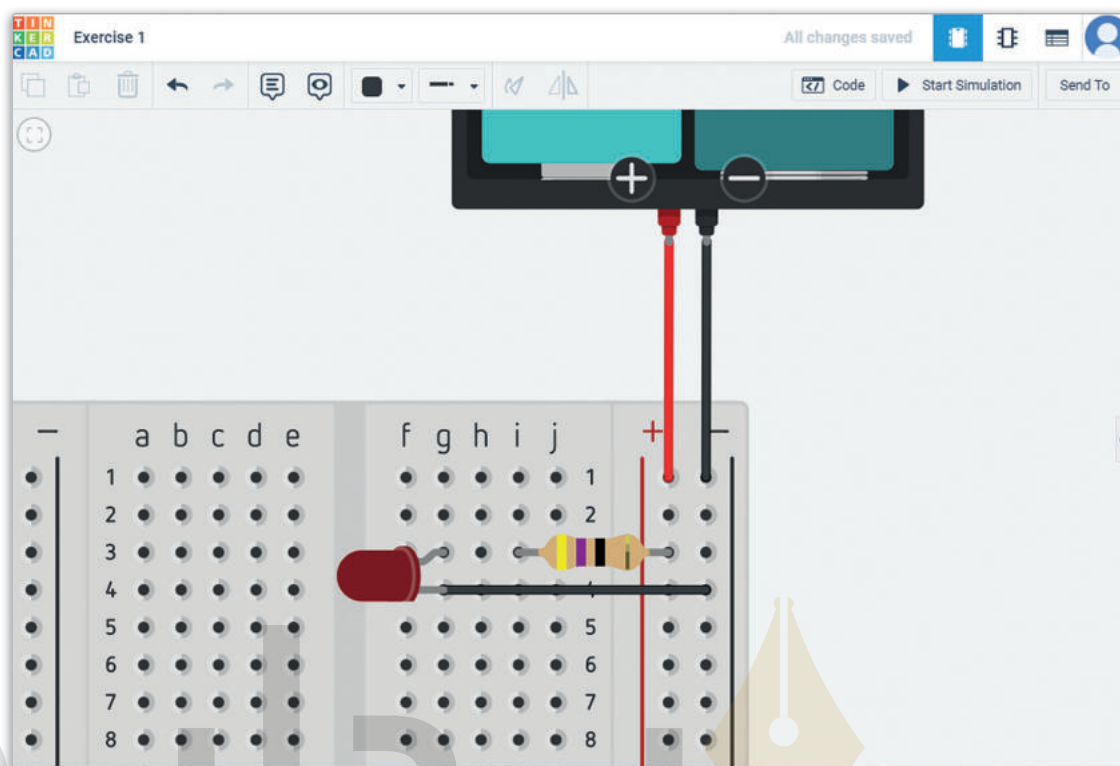 TIN
KER
CAD
Exercise 1
All changes saved
Code
Start Simulation
Send To
+ −
− a b c d e f g h i j + −
1 1
2 2
3
4
5 5
6 6
7 7
8 8